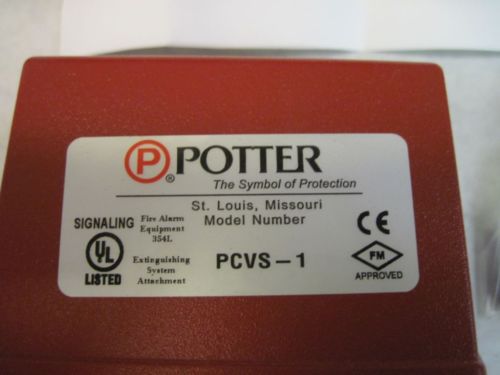 P® POTTER
The Symbol of Protection
St. Louis, Missouri
Model Number
SIGNALING
Fire Alarm
Equipment
354L
UL
LISTED
Extinguishing
System
Attachment
PCVS-1
CE
FM
APPROVED